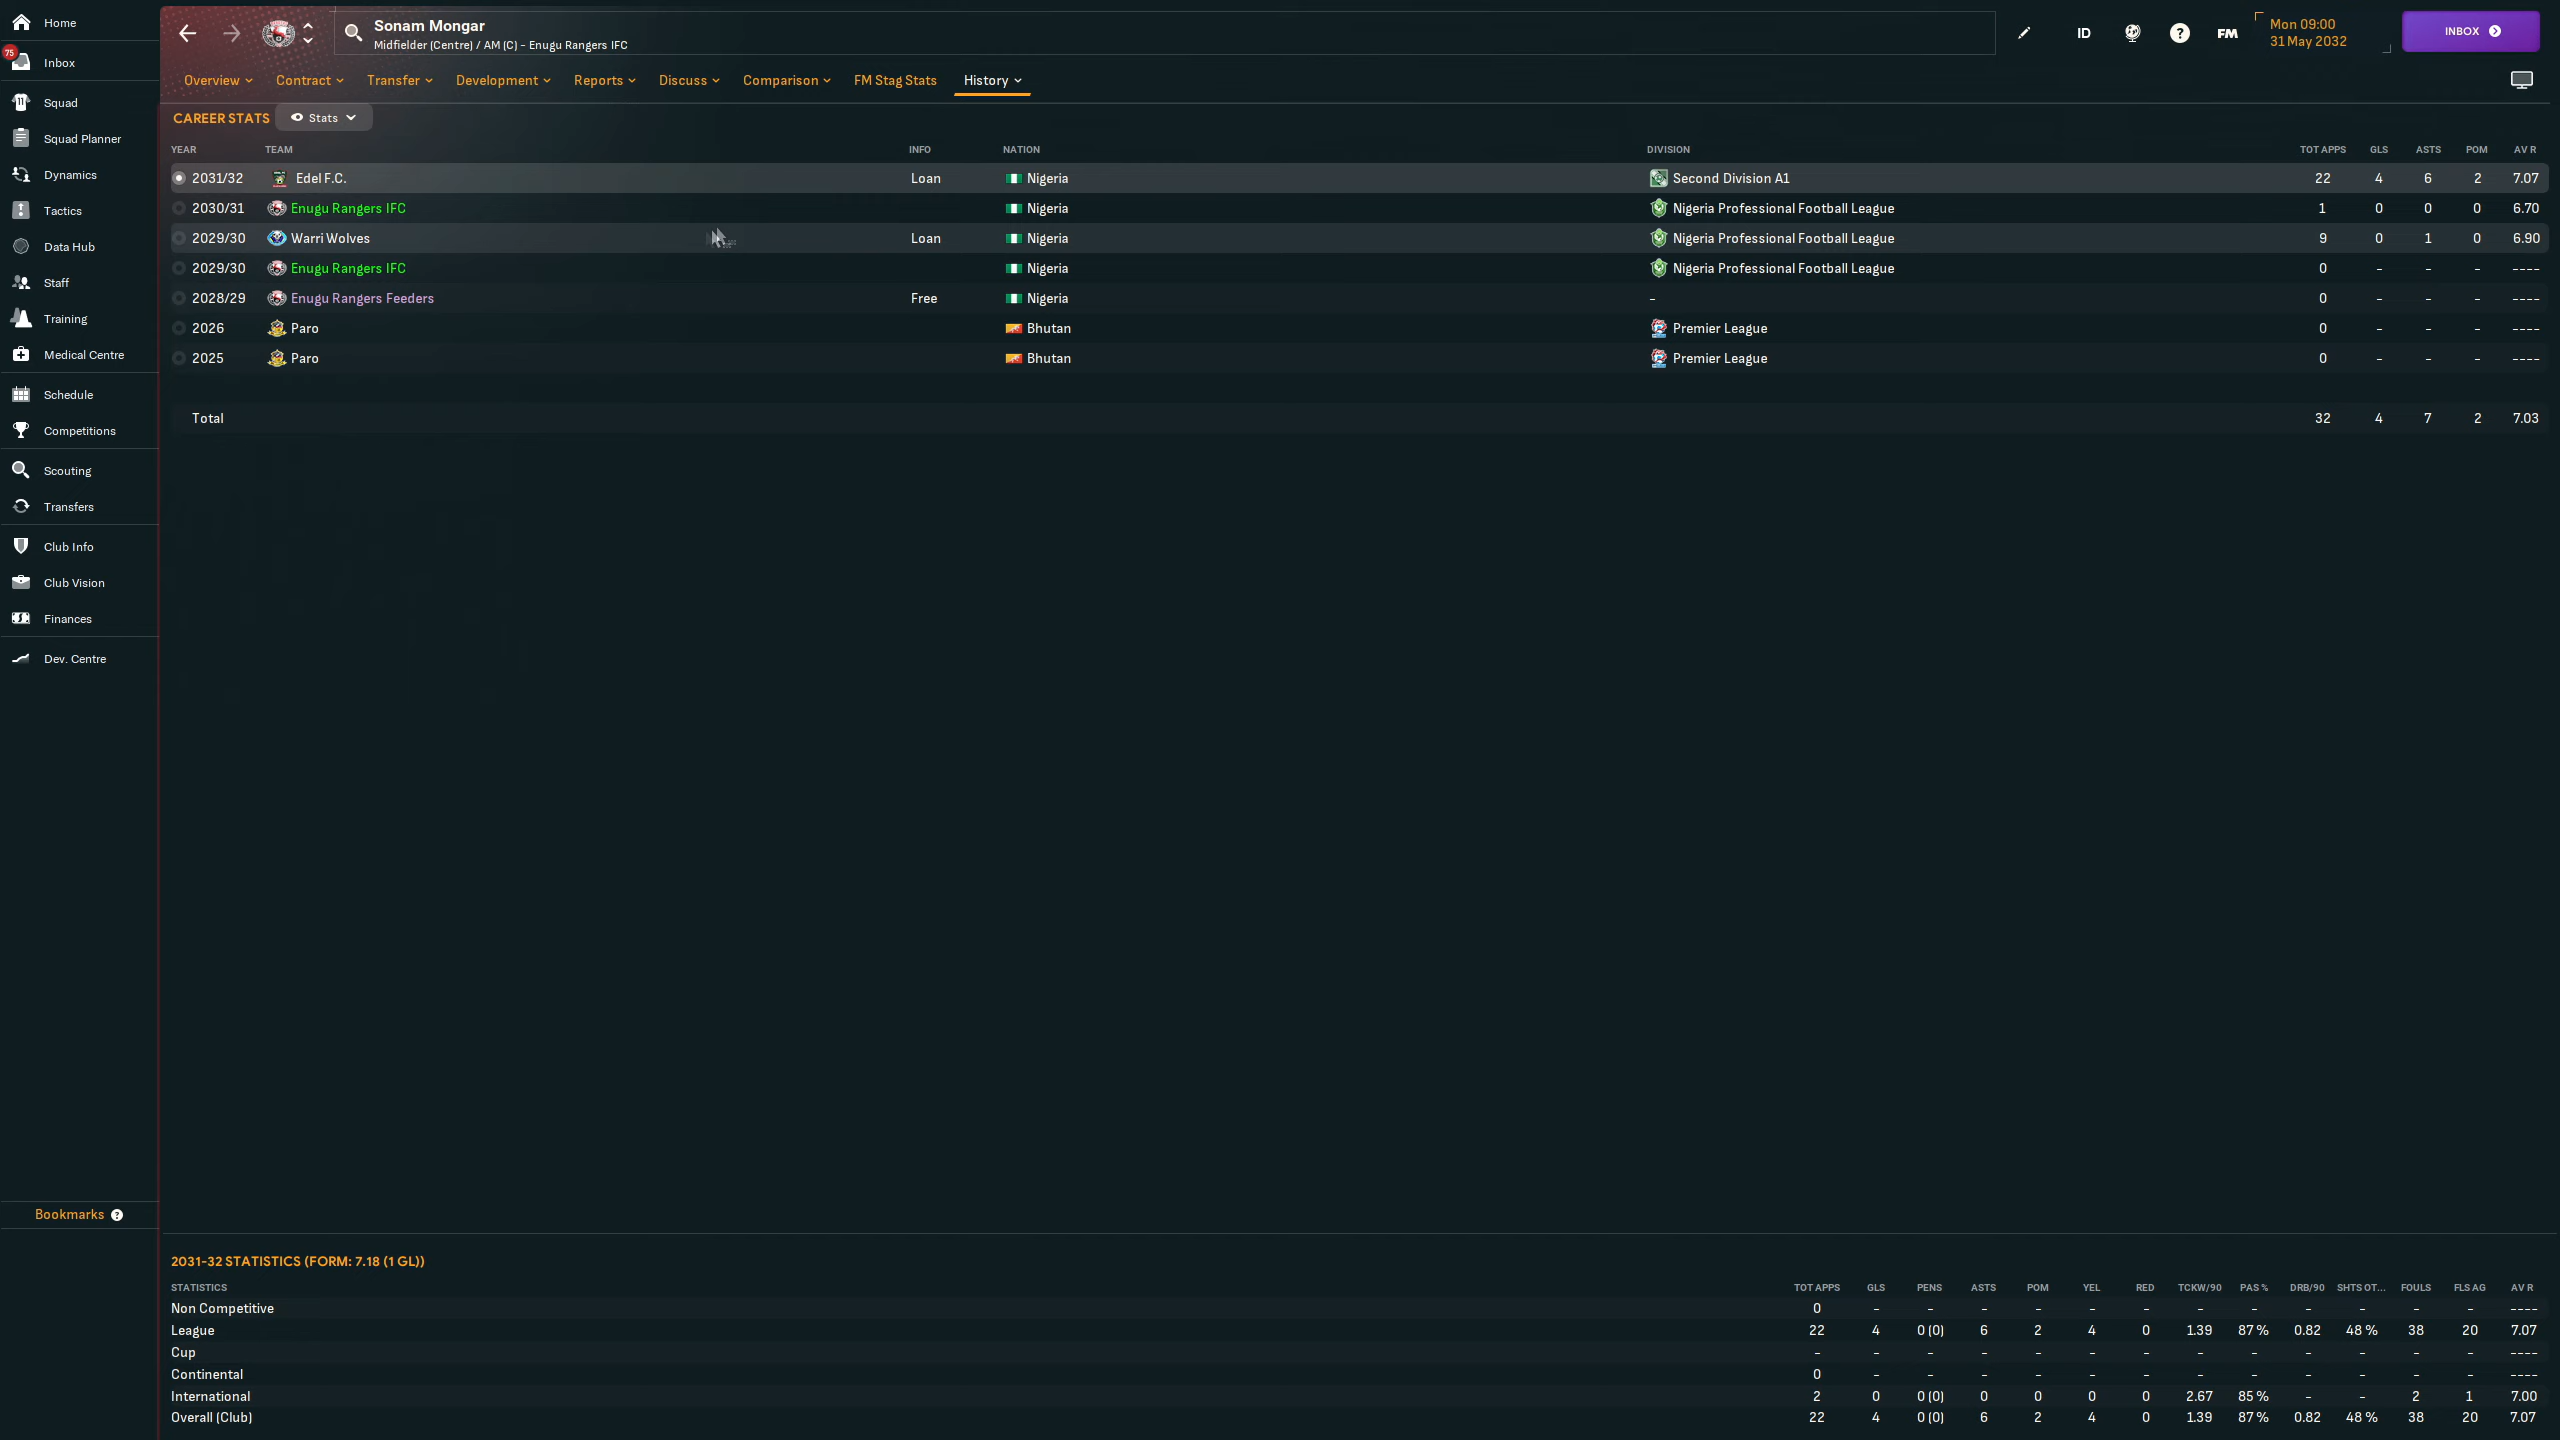 Home
75
Inbox
Squad
Squad Planner
Dynamics
Tactics
Data Hub
Staff
Training
Medical Centre
Schedule
Competitions
Scouting
Transfers
Club Info
Club Vision
Finances
Dev. Centre
Bookmarks ?
Sonam Mongar
Midfielder (Centre) / AM (C) - Enugu Rangers IFC
ID ? FM
Mon 09:00
31 May 2032
INBOX
Overview Contract Transfer Development Reports Discuss Comparison FM Stag Stats History
CAREER STATS Stats
YEAR TEAM INFO NATION DIVISION TOT APPS GLS ASTS POM AV R
2031/32 Edel F.C. Loan Nigeria Second Division A1 22 4 6 2 7.07
2030/31 Enugu Rangers IFC Nigeria Nigeria Professional Football League 1 0 0 0 6.70
2029/30 Warri Wolves Loan Nigeria Nigeria Professional Football League 9 0 1 0 6.90
2029/30 Enugu Rangers IFC Nigeria Nigeria Professional Football League 0 - - - ----
2028/29 Enugu Rangers Feeders Free Nigeria - 0 - - - ----
2026 Paro Bhutan Premier League 0 - - - ----
2025 Paro Bhutan Premier League 0 - - - ----
Total 32 4 7 2 7.03
2031-32 STATISTICS (FORM: 7.18 (1 GL))
STATISTICS TOT APPS GLS PENS ASTS POM YEL RED TCKW/90 PAS % DRB/90 SHTS OT... FOULS FLS AG AV R
Non Competitive 0 - - - - - - - - - - - - ----
League 22 4 0 (0) 6 2 4 0 1.39 87 % 0.82 48 % 38 20 7.07
Cup - - - - - - - - - - - - - ----
Continental 0 - - - - - - - - - - - - ----
International 2 0 0 (0) 0 0 0 0 2.67 85 % - - 2 1 7.00
Overall (Club) 22 4 0 (0) 6 2 4 0 1.39 87 % 0.82 48 % 38 20 7.07